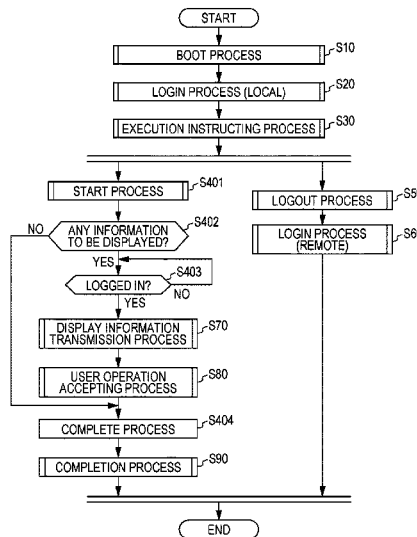 START
BOOT PROCESS
S10
LOGIN PROCESS (LOCAL)
S20
EXECUTION INSTRUCTING PROCESS
S30
START PROCESS
S401
NO
ANY INFORMATION
TO BE DISPLAYED?
S402
YES
LOGGED IN?
S403
NO
YES
DISPLAY INFORMATION
TRANSMISSION PROCESS
S70
USER OPERATION
ACCEPTING PROCESS
S80
COMPLETE PROCESS
S404
COMPLETION PROCESS
S90
LOGOUT PROCESS
S5
LOGIN PROCESS
(REMOTE)
S6
END